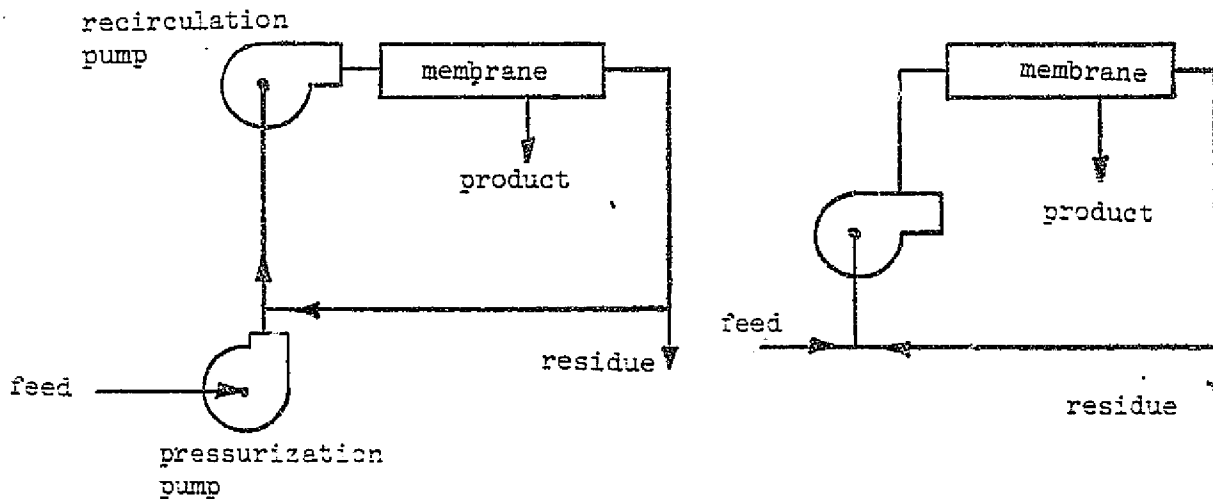 recirculation
pump
membrane
product
residue
feed
pressurization
pump
membrane
product
feed
residue